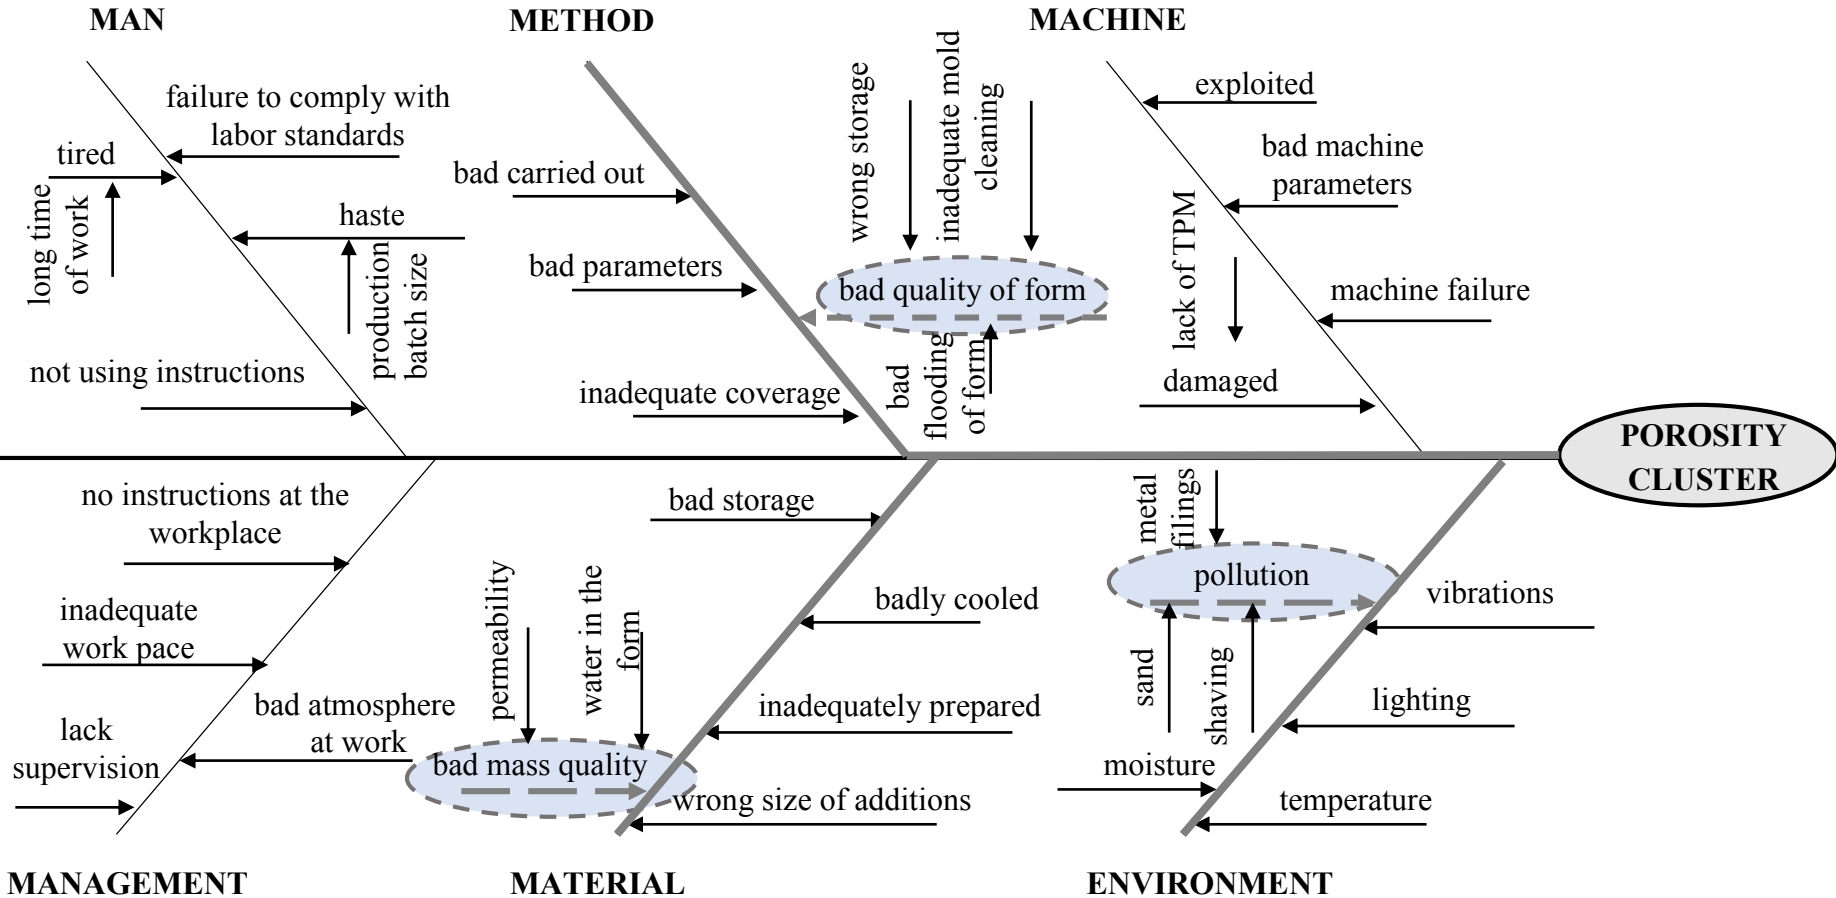 MAN
METHOD
MACHINE
failure to comply with
labor standards
tired
long time
of work
haste
production
batch size
not using instructions
bad carried out
bad parameters
inadequate coverage
wrong storage
inadequate mold
cleaning
bad quality of form
bad
flooding
of form
exploited
bad machine
parameters
lack of TPM
machine failure
damaged
POROSITY
CLUSTER
no instructions at the
workplace
inadequate
work pace
bad atmosphere
at work
lack
supervision
bad storage
badly cooled
permeability
water in the
form
inadequately prepared
bad mass quality
wrong size of additions
metal
filings
pollution
vibrations
sand
shaving
lighting
moisture
temperature
MANAGEMENT
MATERIAL
ENVIRONMENT